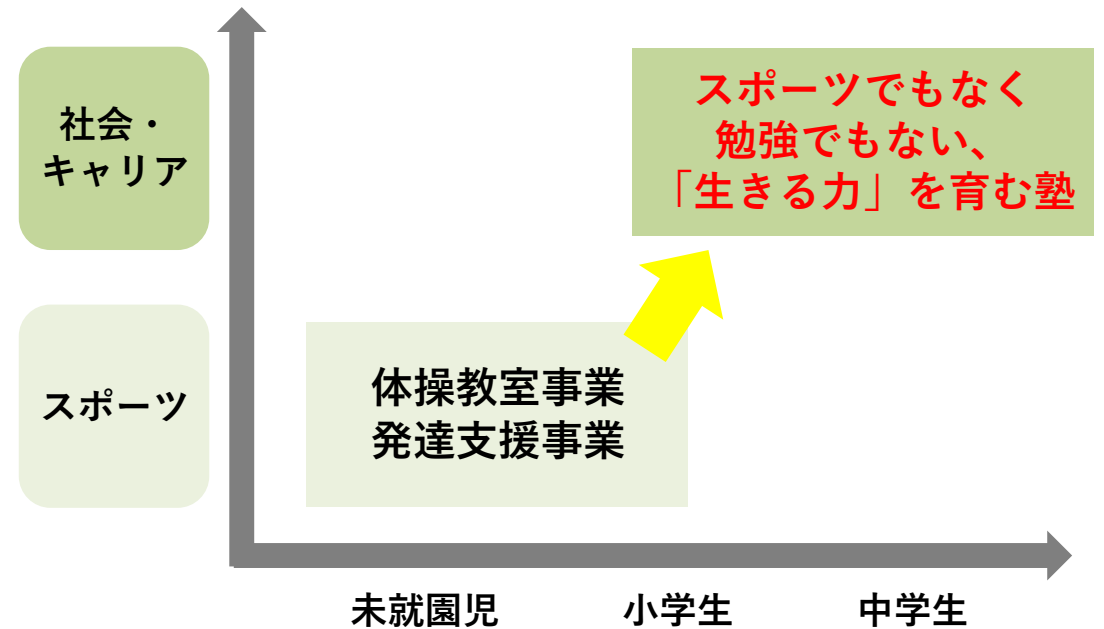 社会・
キャリア
スポーツでもなく
勉強でもない、
「生きる力」を育む塾
スポーツ
体操教室事業
発達支援事業
未就園児
小学生
中学生